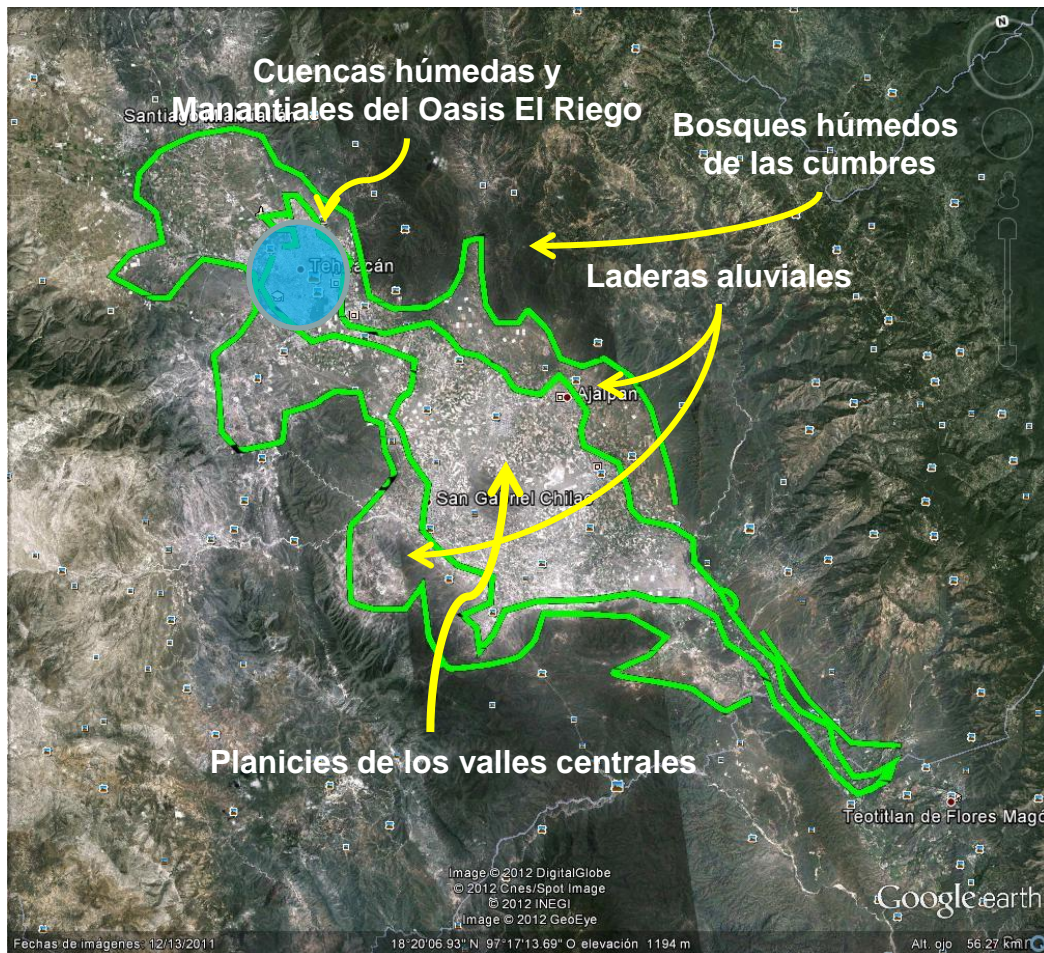 Cuencas húmedas y
Manantiales del Oasis El Riego
Bosques húmedos
de las cumbres
Laderas aluviales
Tehuacán
Ajalpan
San Gabriel Chilac
Planicies de los valles centrales
Teotitlan de Flores Magó
Image © 2012 DigitalGlobe
© 2012 Cnes/Spot Image
© 2012 INEGI
Image © 2012 GeoEye
Google earth
Fechas de imágenes: 12/13/2011
18°20'06.93" N 97°17'13.69" O elevación 1194 m
Alt. ojo 56.27 km
N